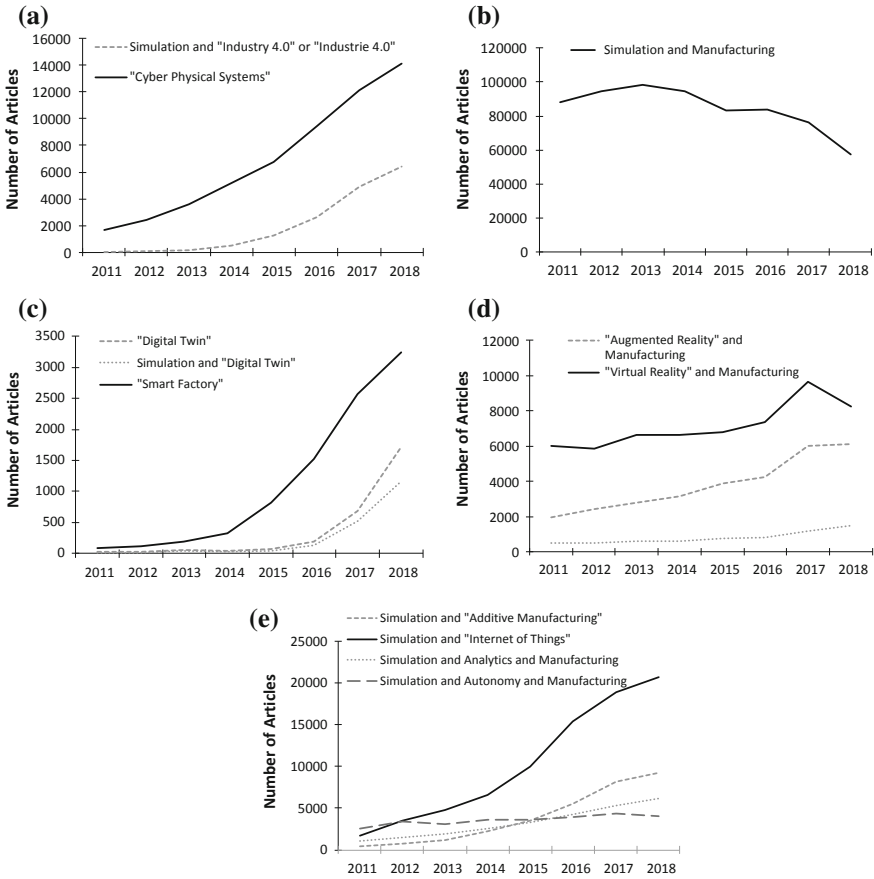 (a)
Number of Articles
16000
14000
12000
10000
8000
6000
4000
2000
0
Simulation and "Industry 4.0" or "Industrie 4.0"
"Cyber Physical Systems"
2011 2012 2013 2014 2015 2016 2017 2018
(b)
Number of Articles
120000
100000
80000
60000
40000
20000
0
Simulation and Manufacturing
2011 2012 2013 2014 2015 2016 2017 2018
(c)
Number of Articles
3500
3000
2500
2000
1500
1000
500
0
"Digital Twin"
Simulation and "Digital Twin"
"Smart Factory"
2011 2012 2013 2014 2015 2016 2017 2018
(d)
Number of Articles
12000
10000
8000
6000
4000
2000
0
"Augmented Reality" and
Manufacturing
"Virtual Reality" and Manufacturing
2011 2012 2013 2014 2015 2016 2017 2018
(e)
Number of Articles
25000
20000
15000
10000
5000
0
Simulation and "Additive Manufacturing"
Simulation and "Internet of Things"
Simulation and Analytics and Manufacturing
Simulation and Autonomy and Manufacturing
2011 2012 2013 2014 2015 2016 2017 2018